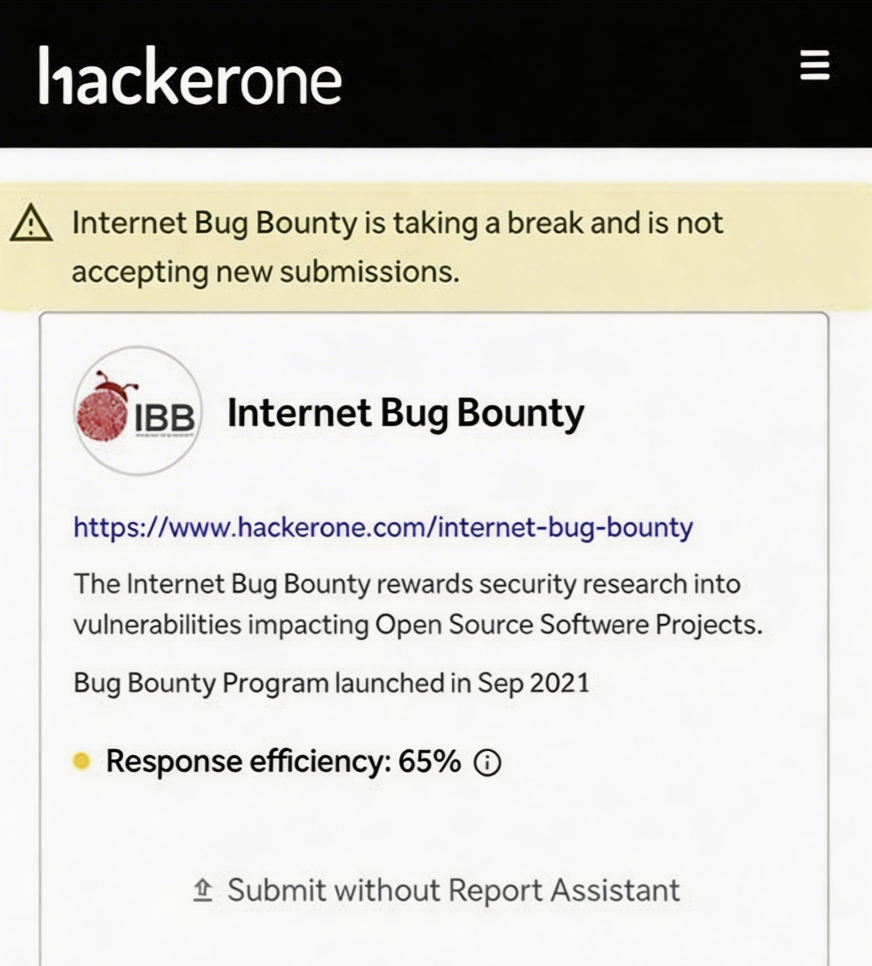 hackerone
Internet Bug Bounty is taking a break and is not
accepting new submissions.
IBB
Internet Bug Bounty
https://www.hackerone.com/internet-bug-bounty
The Internet Bug Bounty rewards security research into
vulnerabilities impacting Open Source Softwere Projects.
Bug Bounty Program launched in Sep 2021
Response efficiency: 65%
Submit without Report Assistant